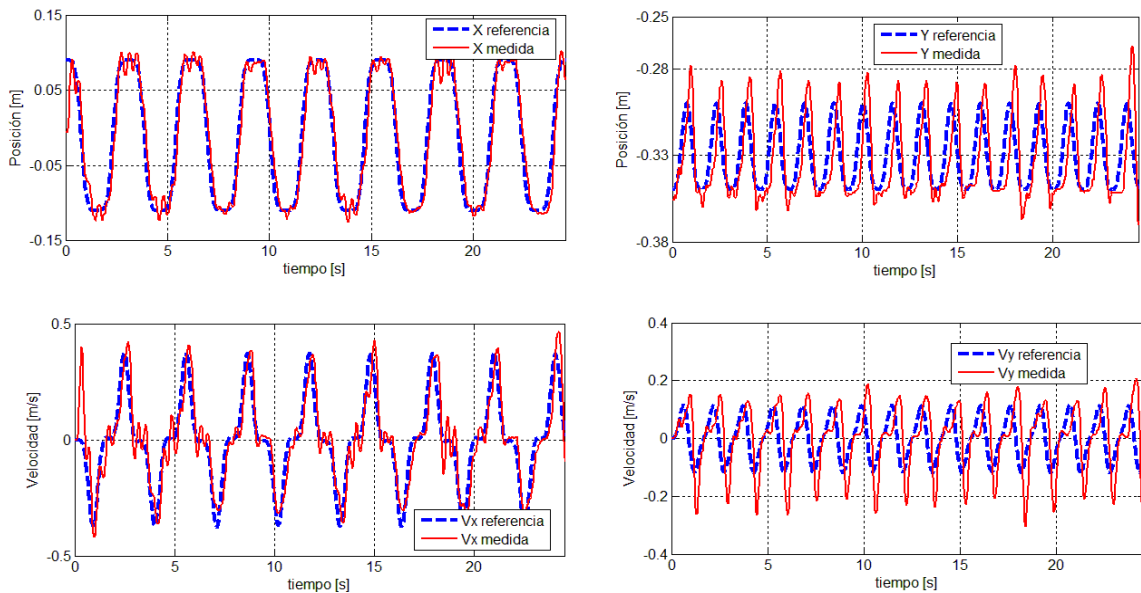 0.15
0.05
-0.05
-0.15
Posición [m]
X referencia
X medida
0
5
10
15
20
tiempo [s]
-0.25
-0.28
-0.33
-0.38
Posición [m]
Y referencia
Y medida
0
5
10
15
20
tiempo [s]
0.5
0
-0.5
Velocidad [m/s]
Vx referencia
Vx medida
0
5
10
15
20
tiempo [s]
0.4
0.2
0
-0.2
-0.4
Velocidad [m/s]
Vy referencia
Vy medida
0
5
10
15
20
tiempo [s]